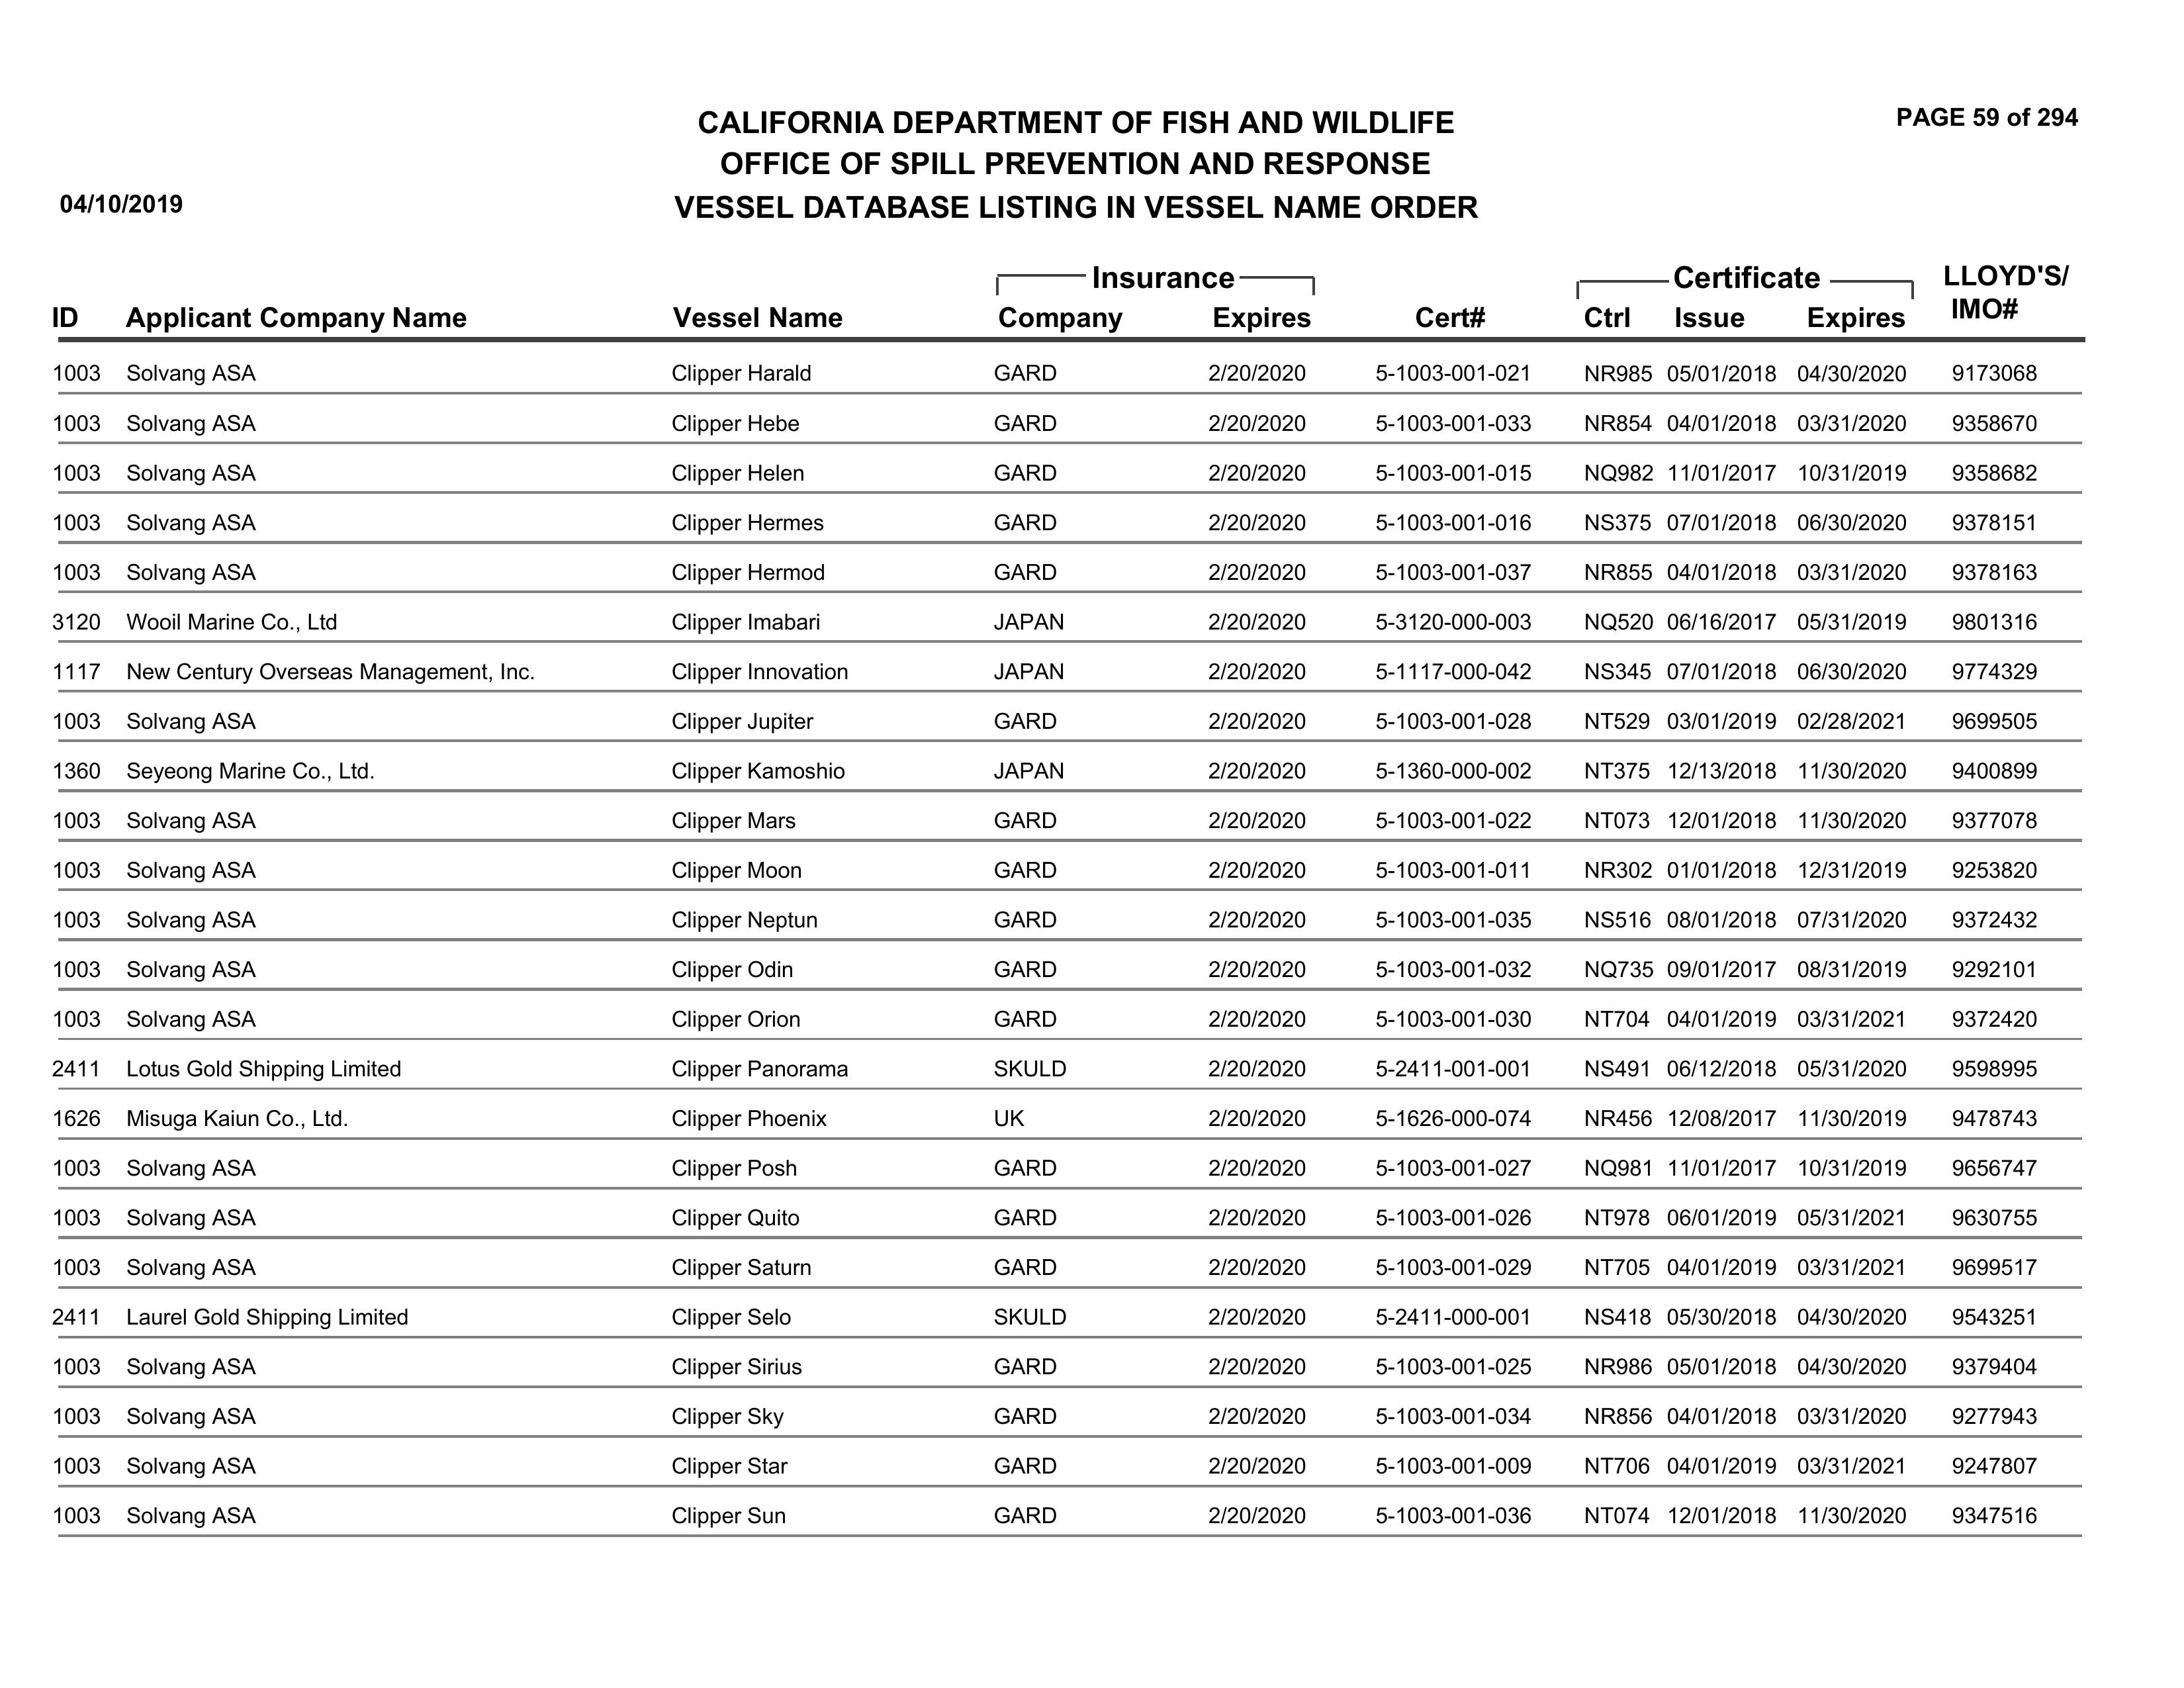 PAGE 59 of 294
CALIFORNIA DEPARTMENT OF FISH AND WILDLIFE
OFFICE OF SPILL PREVENTION AND RESPONSE
04/10/2019 VESSEL DATABASE LISTING IN VESSEL NAME ORDER
Insurance Certificate LLOYD'S/
ID Applicant Company Name Vessel Name Company Expires Cert# Ctrl Issue Expires IMO#
1003 Solvang ASA Clipper Harald GARD 2/20/2020 5-1003-001-021 NR985 05/01/2018 04/30/2020 9173068
1003 Solvang ASA Clipper Hebe GARD 2/20/2020 5-1003-001-033 NR854 04/01/2018 03/31/2020 9358670
1003 Solvang ASA Clipper Helen GARD 2/20/2020 5-1003-001-015 NQ982 11/01/2017 10/31/2019 9358682
1003 Solvang ASA Clipper Hermes GARD 2/20/2020 5-1003-001-016 NS375 07/01/2018 06/30/2020 9378151
1003 Solvang ASA Clipper Hermod GARD 2/20/2020 5-1003-001-037 NR855 04/01/2018 03/31/2020 9378163
3120 Wooil Marine Co., Ltd Clipper Imabari JAPAN 2/20/2020 5-3120-000-003 NQ520 06/16/2017 05/31/2019 9801316
1117 New Century Overseas Management, Inc. Clipper Innovation JAPAN 2/20/2020 5-1117-000-042 NS345 07/01/2018 06/30/2020 9774329
1003 Solvang ASA Clipper Jupiter GARD 2/20/2020 5-1003-001-028 NT529 03/01/2019 02/28/2021 9699505
1360 Seyeong Marine Co., Ltd. Clipper Kamoshio JAPAN 2/20/2020 5-1360-000-002 NT375 12/13/2018 11/30/2020 9400899
1003 Solvang ASA Clipper Mars GARD 2/20/2020 5-1003-001-022 NT073 12/01/2018 11/30/2020 9377078
1003 Solvang ASA Clipper Moon GARD 2/20/2020 5-1003-001-011 NR302 01/01/2018 12/31/2019 9253820
1003 Solvang ASA Clipper Neptun GARD 2/20/2020 5-1003-001-035 NS516 08/01/2018 07/31/2020 9372432
1003 Solvang ASA Clipper Odin GARD 2/20/2020 5-1003-001-032 NQ735 09/01/2017 08/31/2019 9292101
1003 Solvang ASA Clipper Orion GARD 2/20/2020 5-1003-001-030 NT704 04/01/2019 03/31/2021 9372420
2411 Lotus Gold Shipping Limited Clipper Panorama SKULD 2/20/2020 5-2411-001-001 NS491 06/12/2018 05/31/2020 9598995
1626 Misuga Kaiun Co., Ltd. Clipper Phoenix UK 2/20/2020 5-1626-000-074 NR456 12/08/2017 11/30/2019 9478743
1003 Solvang ASA Clipper Posh GARD 2/20/2020 5-1003-001-027 NQ981 11/01/2017 10/31/2019 9656747
1003 Solvang ASA Clipper Quito GARD 2/20/2020 5-1003-001-026 NT978 06/01/2019 05/31/2021 9630755
1003 Solvang ASA Clipper Saturn GARD 2/20/2020 5-1003-001-029 NT705 04/01/2019 03/31/2021 9699517
2411 Laurel Gold Shipping Limited Clipper Selo SKULD 2/20/2020 5-2411-000-001 NS418 05/30/2018 04/30/2020 9543251
1003 Solvang ASA Clipper Sirius GARD 2/20/2020 5-1003-001-025 NR986 05/01/2018 04/30/2020 9379404
1003 Solvang ASA Clipper Sky GARD 2/20/2020 5-1003-001-034 NR856 04/01/2018 03/31/2020 9277943
1003 Solvang ASA Clipper Star GARD 2/20/2020 5-1003-001-009 NT706 04/01/2019 03/31/2021 9247807
1003 Solvang ASA Clipper Sun GARD 2/20/2020 5-1003-001-036 NT074 12/01/2018 11/30/2020 9347516